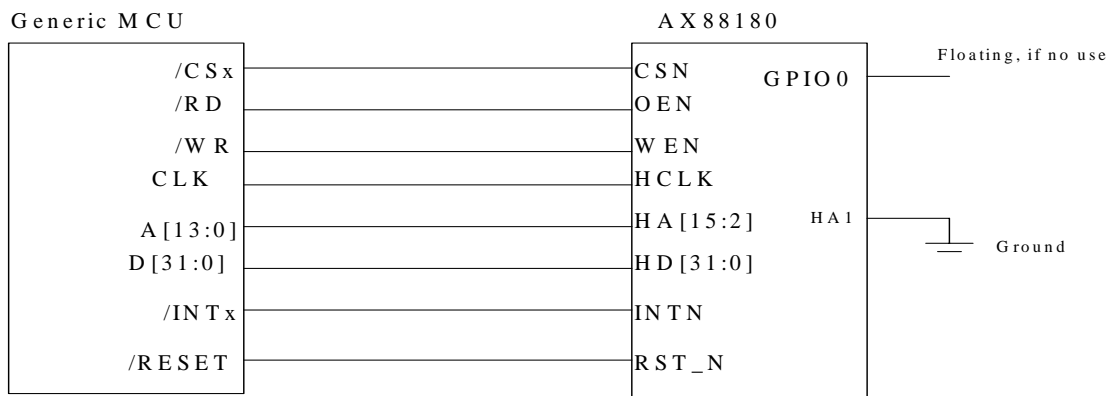 Generic MCU
AX88180
Floating, if no use
/CSx
CSN
GPIO0
/RD
OEN
/WR
WEN
CLK
HCLK
A[13:0]
HA[15:2]
HA1
D[31:0]
HD[31:0]
Ground
/INTx
INTN
/RESET
RST_N